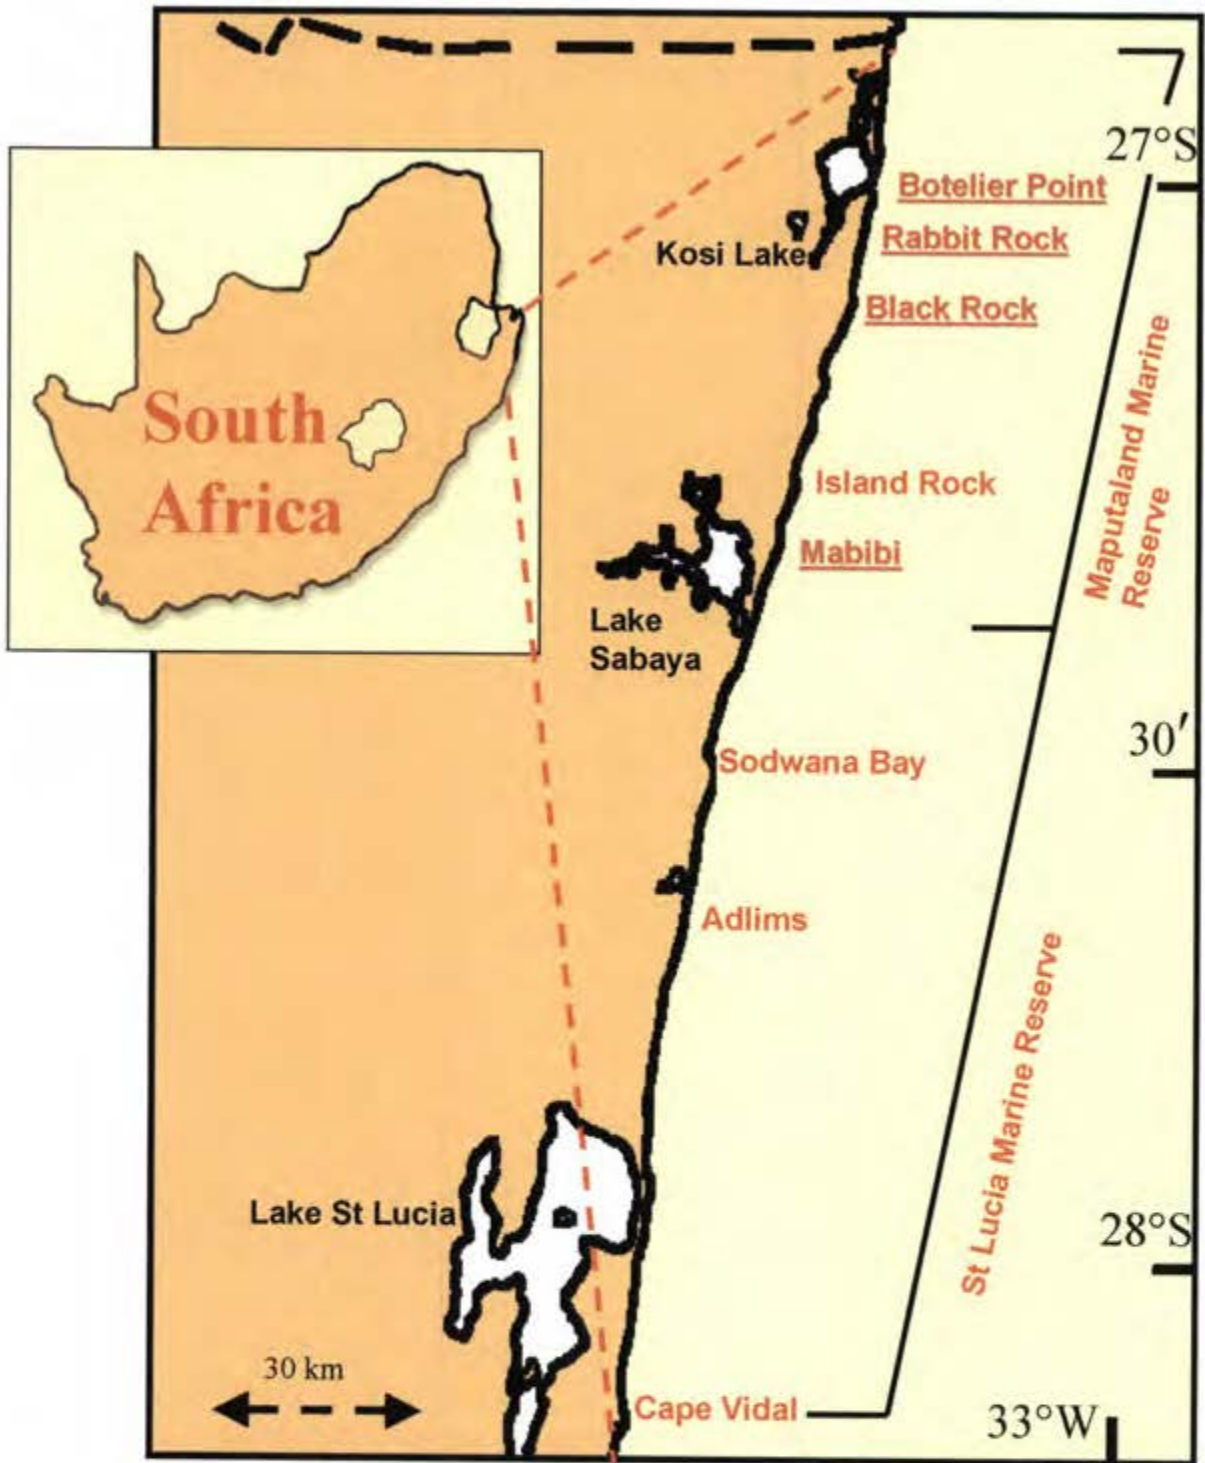 27°S
Botelier Point
Rabbit Rock
Kosi Lake
Black Rock
South
Africa
Maputaland Marine
Reserve
Island Rock
Mabibi
Lake
Sabaya
30′
Sodwana Bay
Adlims
St Lucia Marine Reserve
Lake St Lucia
28°S
30 km
Cape Vidal
33°W